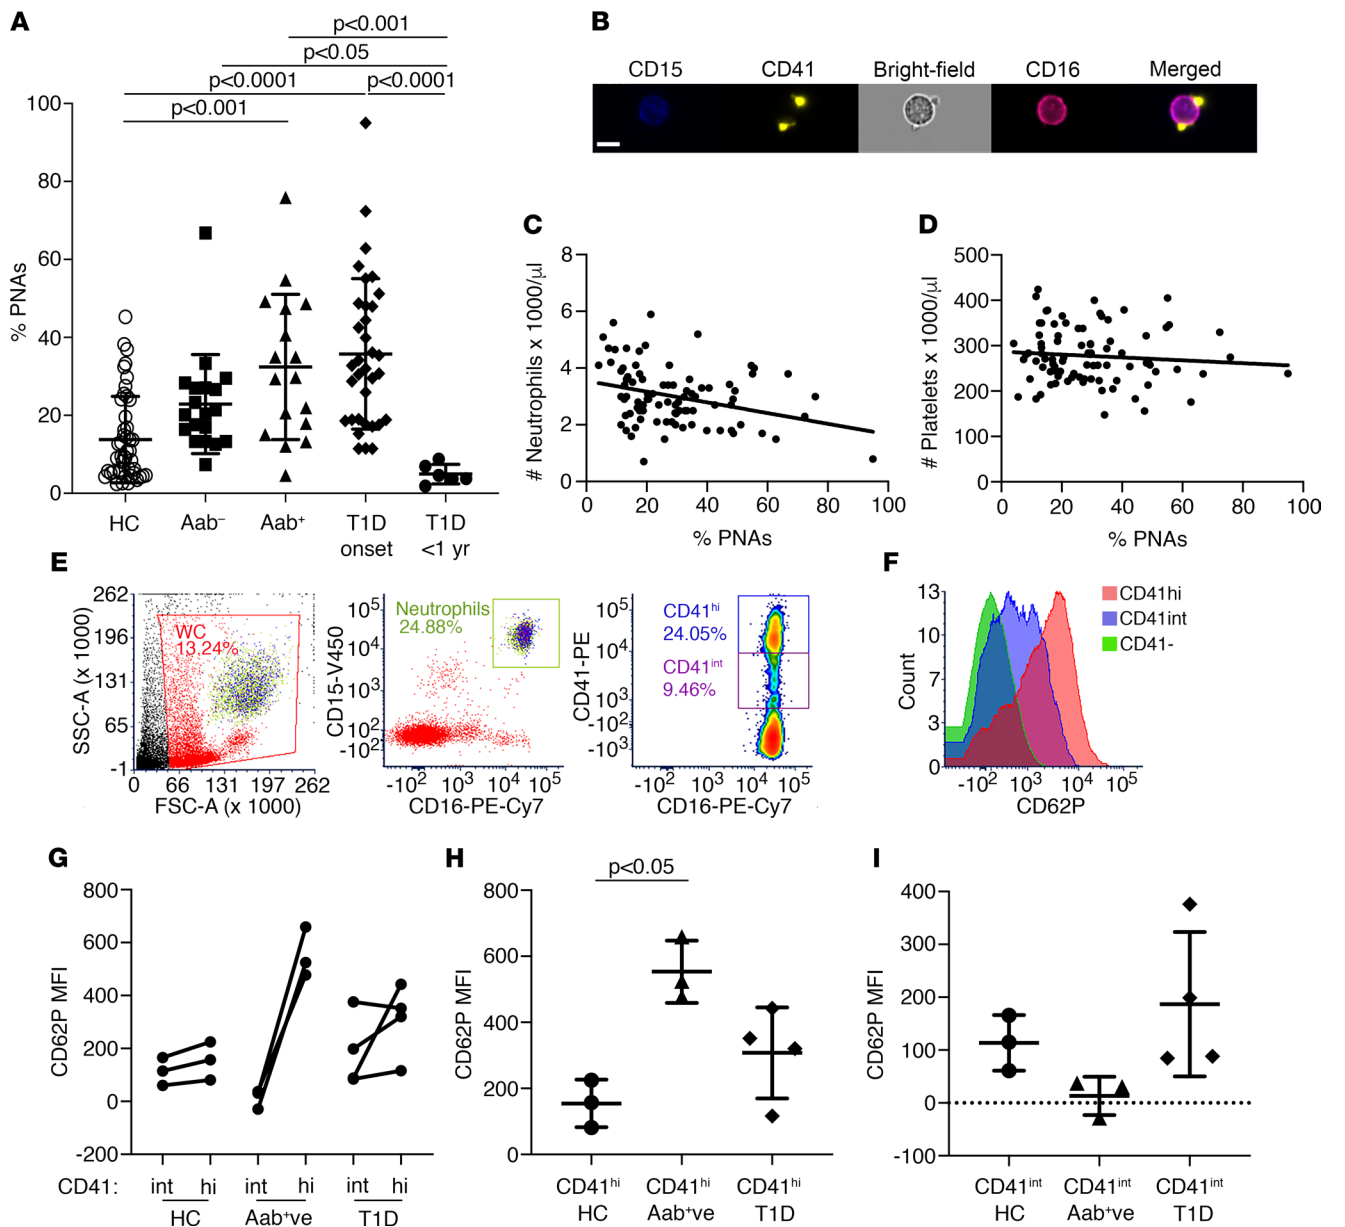 A
p<0.001
p<0.05
p<0.0001 p<0.0001
p<0.001
% PNAs
100
80
60
40
20
0
HC Aab⁻ Aab⁺ T1D onset T1D <1 yr
B
CD15 CD41 Bright-field CD16 Merged
C
# Neutrophils x 1000/µl
8
6
4
2
0
0 20 40 60 80 100
% PNAs
D
# Platelets x 1000/µl
500
400
300
200
100
0
0 20 40 60 80 100
% PNAs
E
SSC-A (x 1000)
262
196
131
65
-1
WC
13.24%
0 66 131 197 262
FSC-A (x 1000)
CD15-V450
10⁵
10⁴
10³
10²
-10²
Neutrophils
24.88%
-10² 10³ 10⁴ 10⁵
CD16-PE-Cy7
CD41-PE
10⁵
10⁴
10³
-10²
-10³
CD41ʰⁱ
24.05%
CD41ⁱⁿᵗ
9.46%
-10² 10³ 10⁴ 10⁵
CD16-PE-Cy7
F
Count
13
10
7
3
0
-10² 10³ 10⁴ 10⁵
CD62P
CD41hi
CD41int
CD41-
G
CD62P MFI
800
600
400
200
0
-200
CD41: int hi int hi int hi
HC Aab⁺ve T1D
H
p<0.05
CD62P MFI
800
600
400
200
0
CD41ʰⁱ CD41ʰⁱ CD41ʰⁱ
HC Aab⁺ve T1D
I
CD62P MFI
400
300
200
100
0
-100
CD41ⁱⁿᵗ CD41ⁱⁿᵗ CD41ⁱⁿᵗ
HC Aab⁺ve T1D